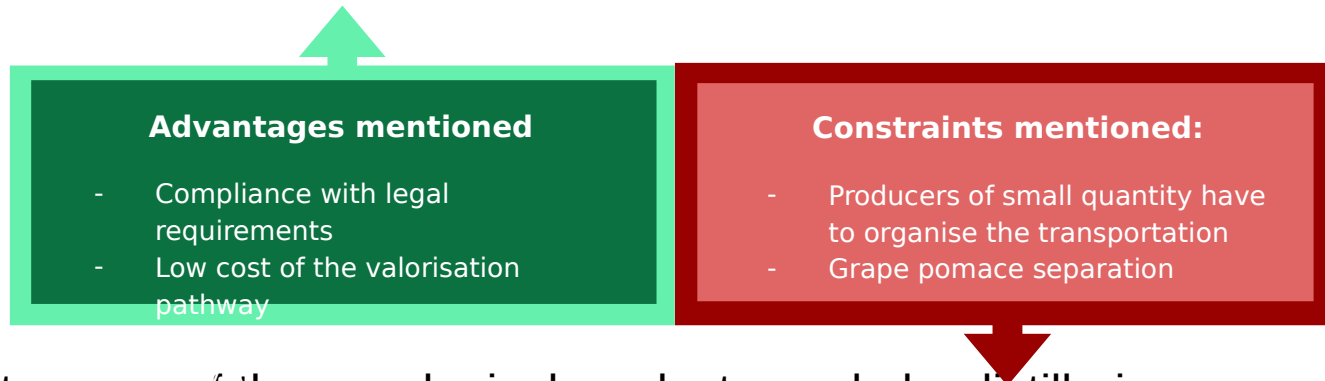 Advantages mentioned
- Compliance with legal
requirements
- Low cost of the valorisation
pathway
Constraints mentioned:
- Producers of small quantity have
to organise the transportation
- Grape pomace separation